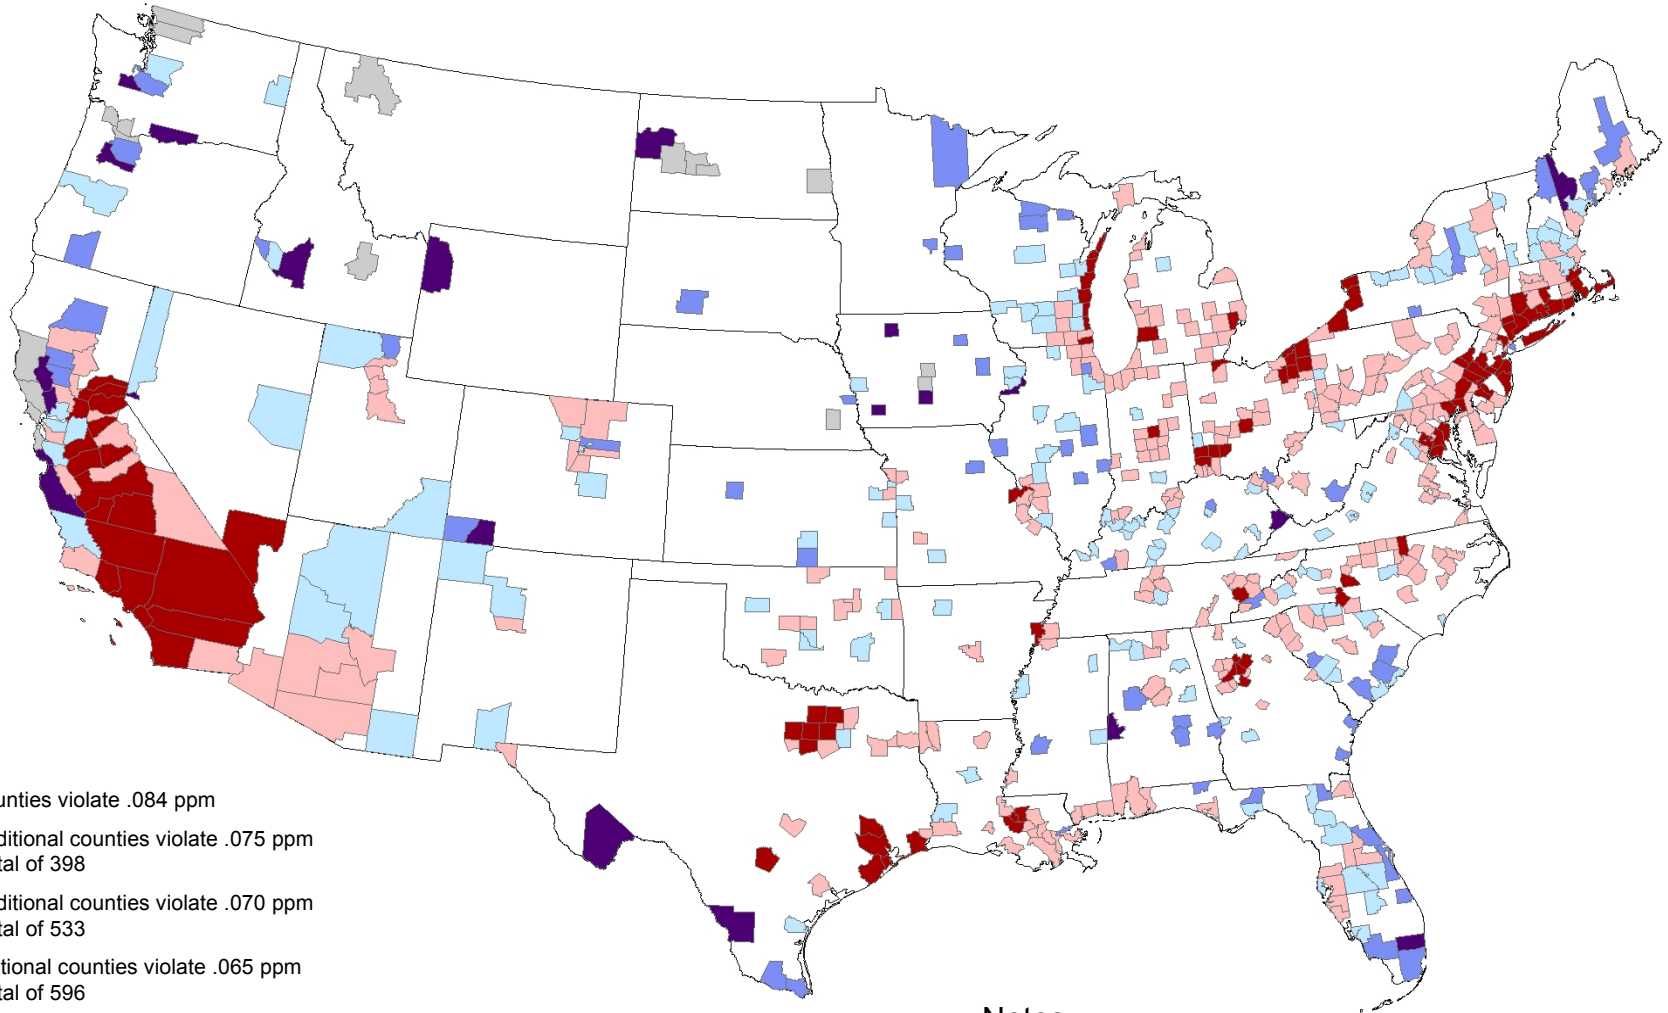 unties violate .084 ppm
ditional counties violate .075 ppm
tal of 398
ditional counties violate .070 ppm
tal of 533
tional counties violate .065 ppm
tal of 596
Notes